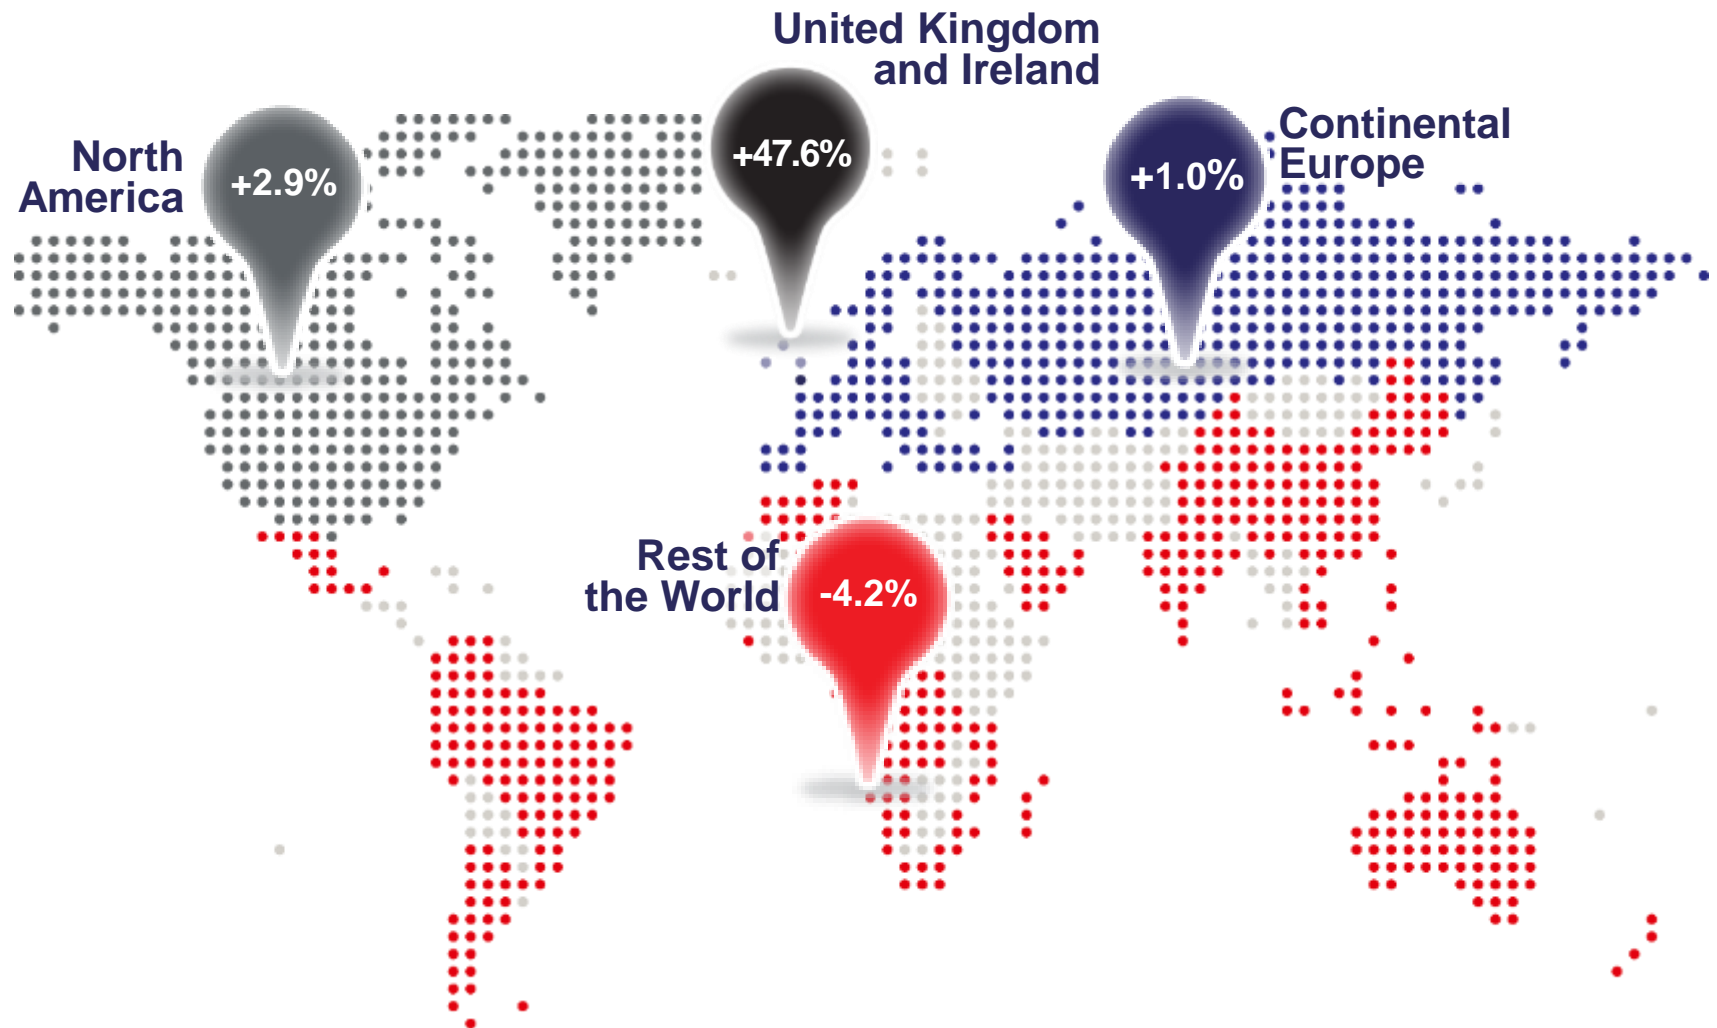 United Kingdom
and Ireland
+47.6%
North
America
+2.9%
Continental
Europe
+1.0%
Rest of
the World
-4.2%